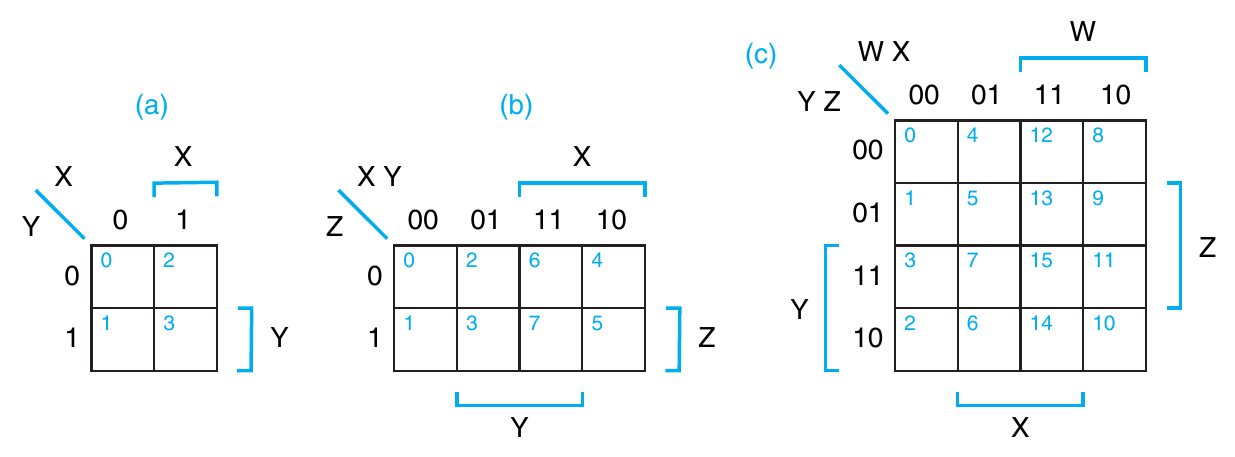 (a)
X
X
Y
0 1
0
0 2
1
1 3
Y
(b)
X
X Y
Z
00 01 11 10
0
0 2 6 4
1
1 3 7 5
Z
Y
(c)
W
W X
Y Z
00 01 11 10
00
0 4 12 8
01
1 5 13 9
Z
11
3 7 15 11
Y
10
2 6 14 10
X